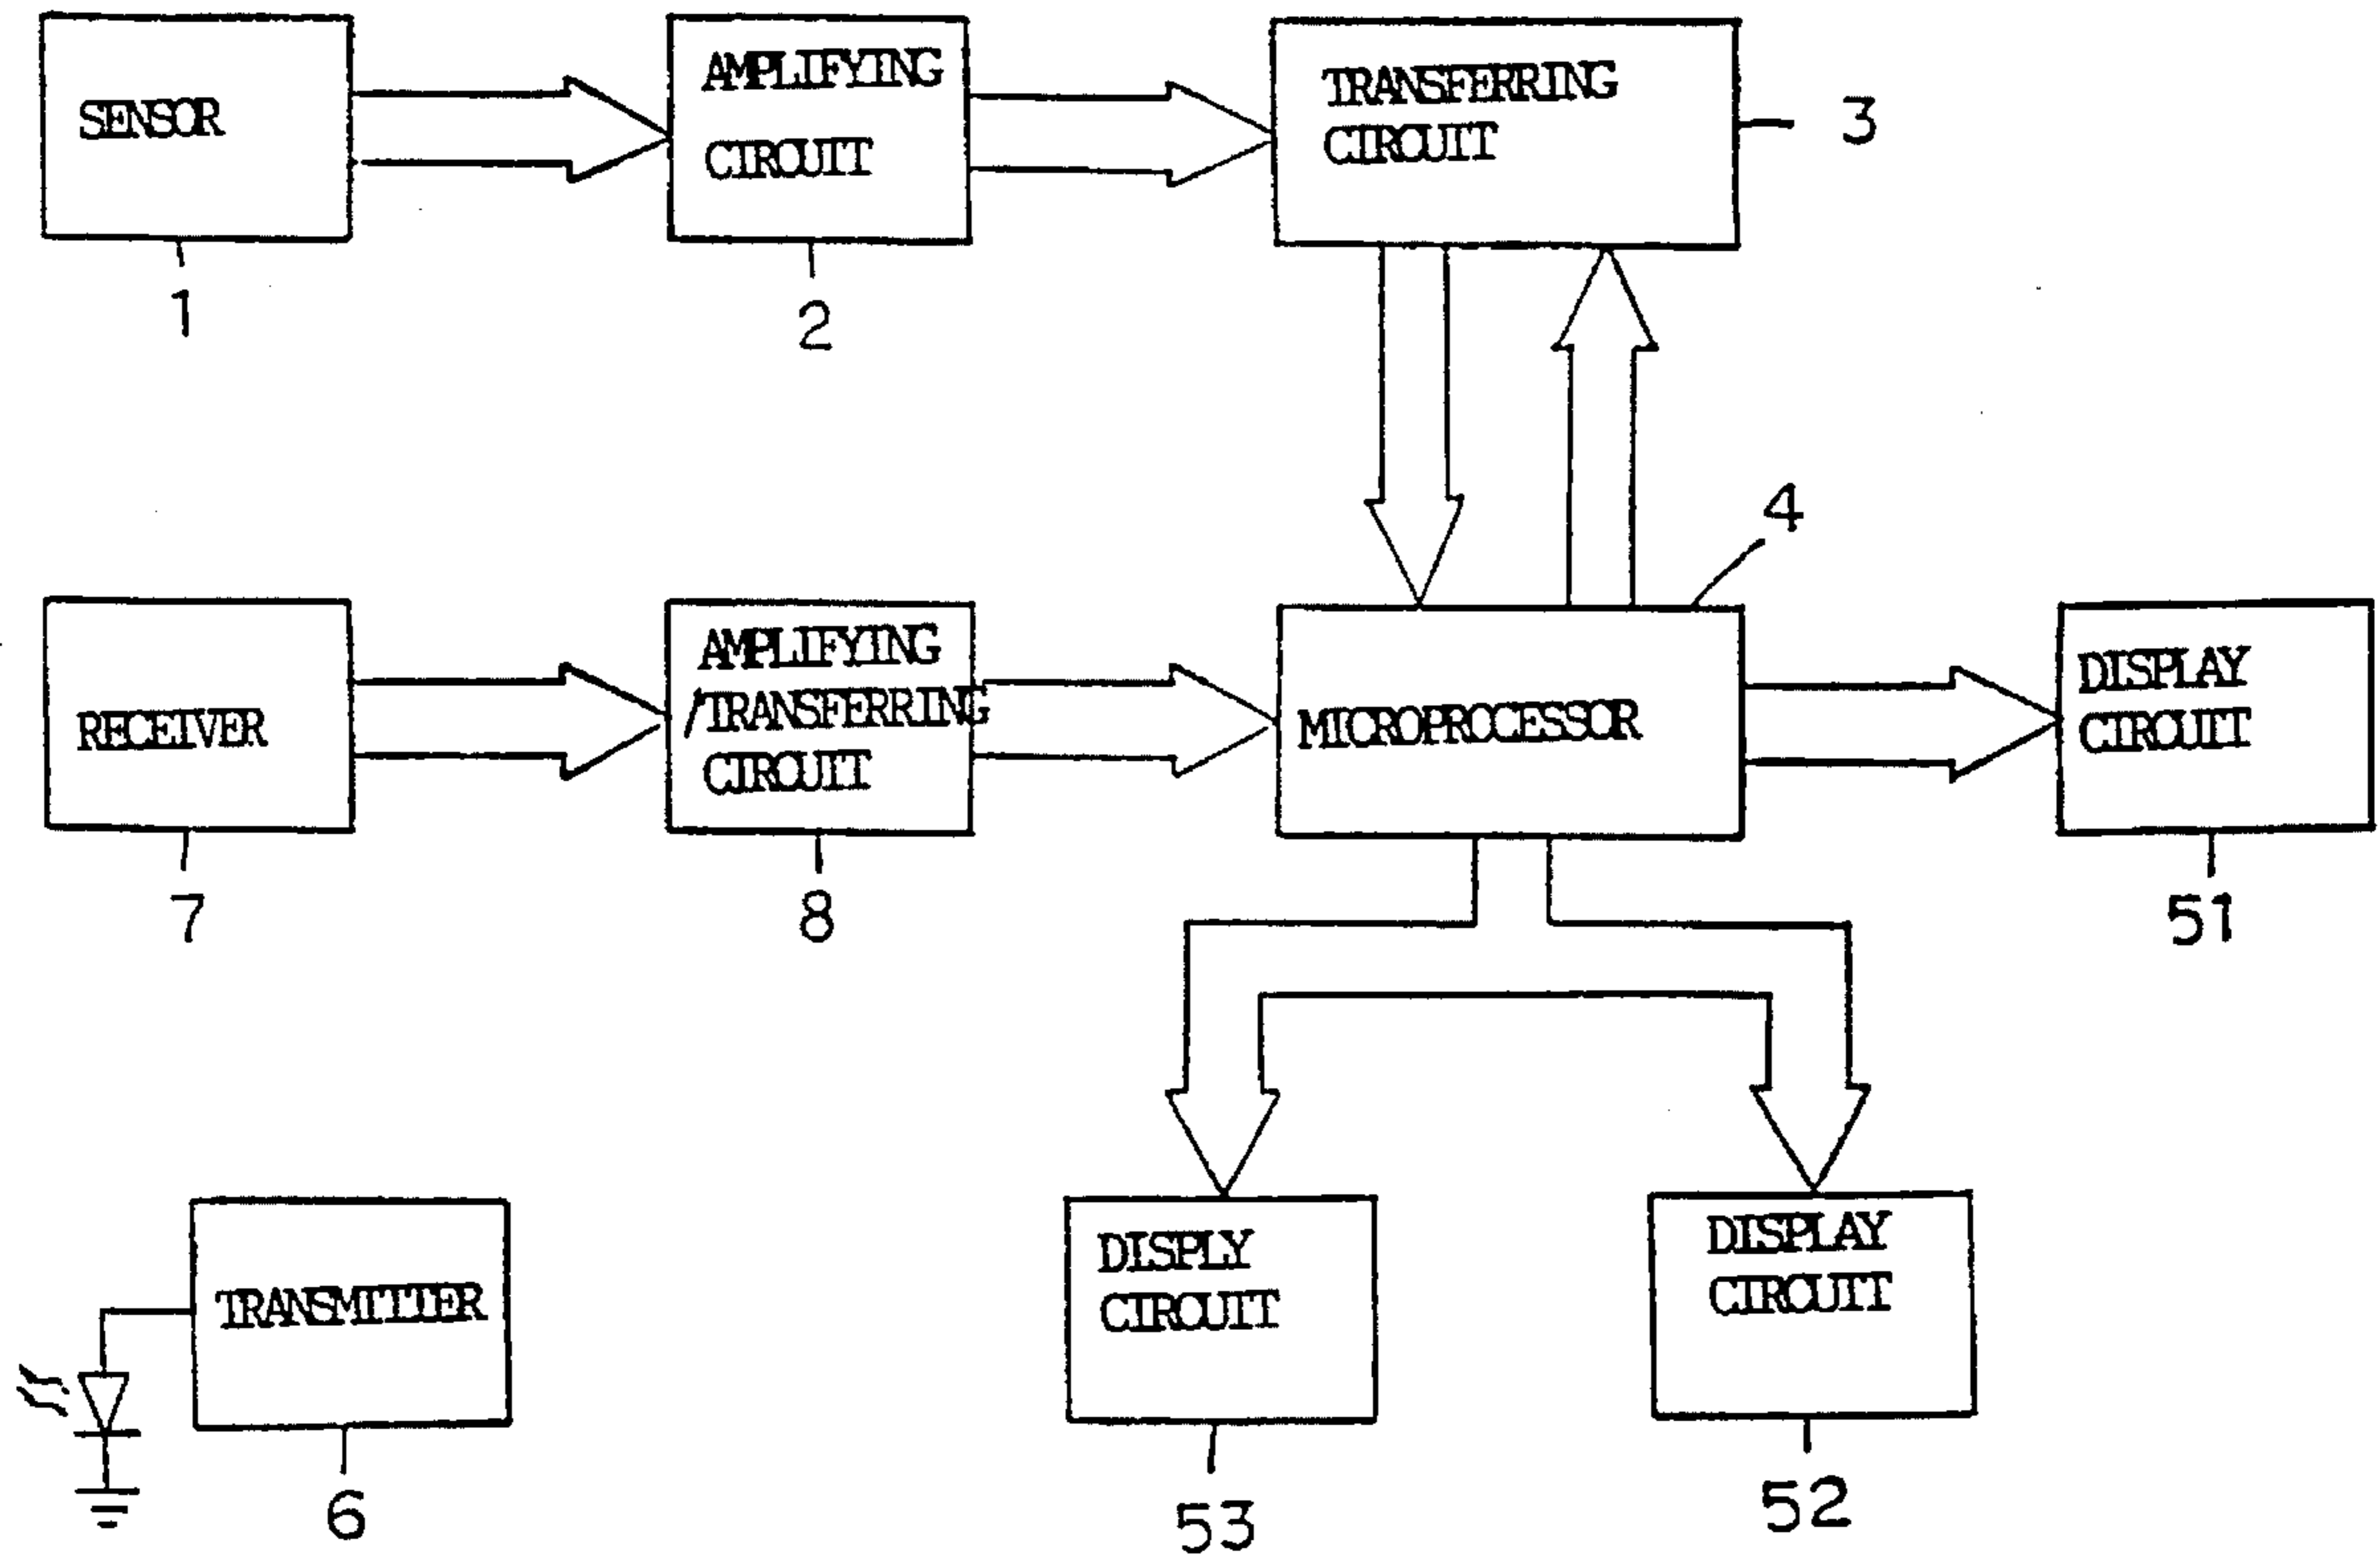 SENSOR
1
AMPLIFYING
CIRCUIT
2
TRANSFERRING
CIRCUIT
3
RECEIVER
7
AMPLIFYING
/TRANSFERRING
CIRCUIT
8
MICROPROCESSOR
4
DISPLAY
CIRCUIT
51
TRANSMITTER
6
DISPLY
CIRCUIT
53
DISPLAY
CIRCUIT
52